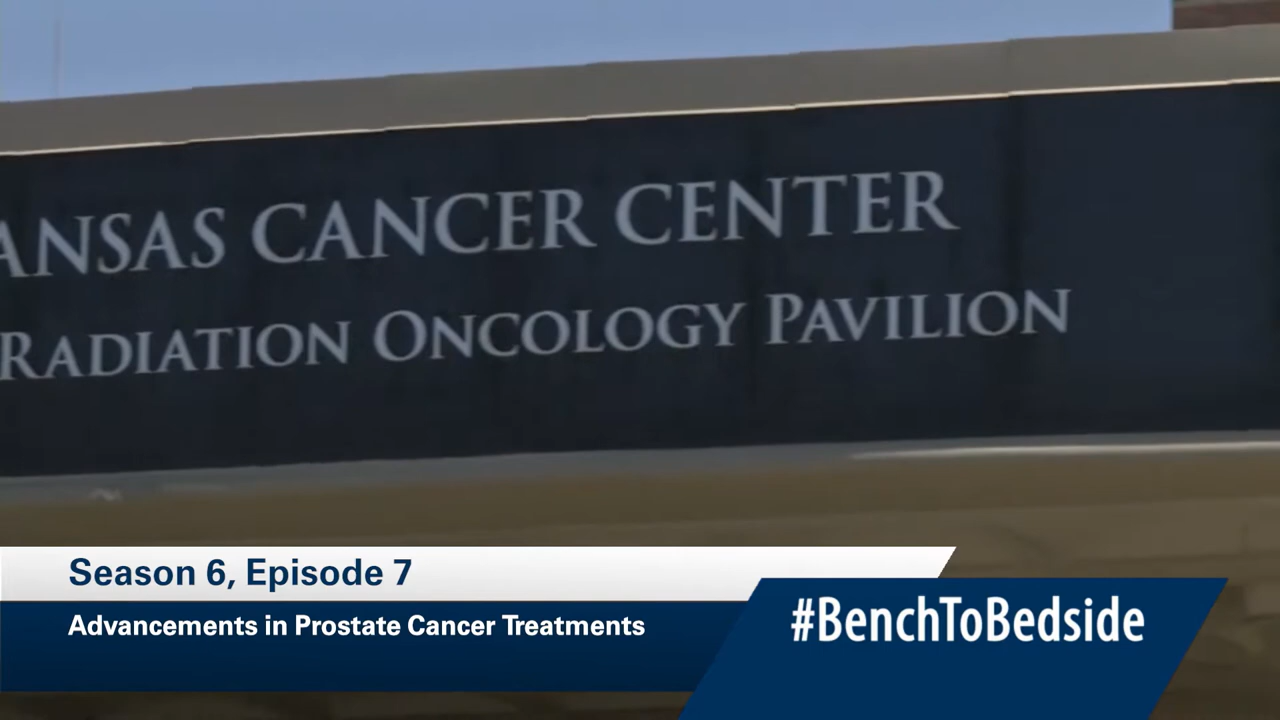 ANSAS CANCER CENTER
RADIATION ONCOLOGY PAVILION
Season 6, Episode 7
Advancements in Prostate Cancer Treatments
#BenchToBedside